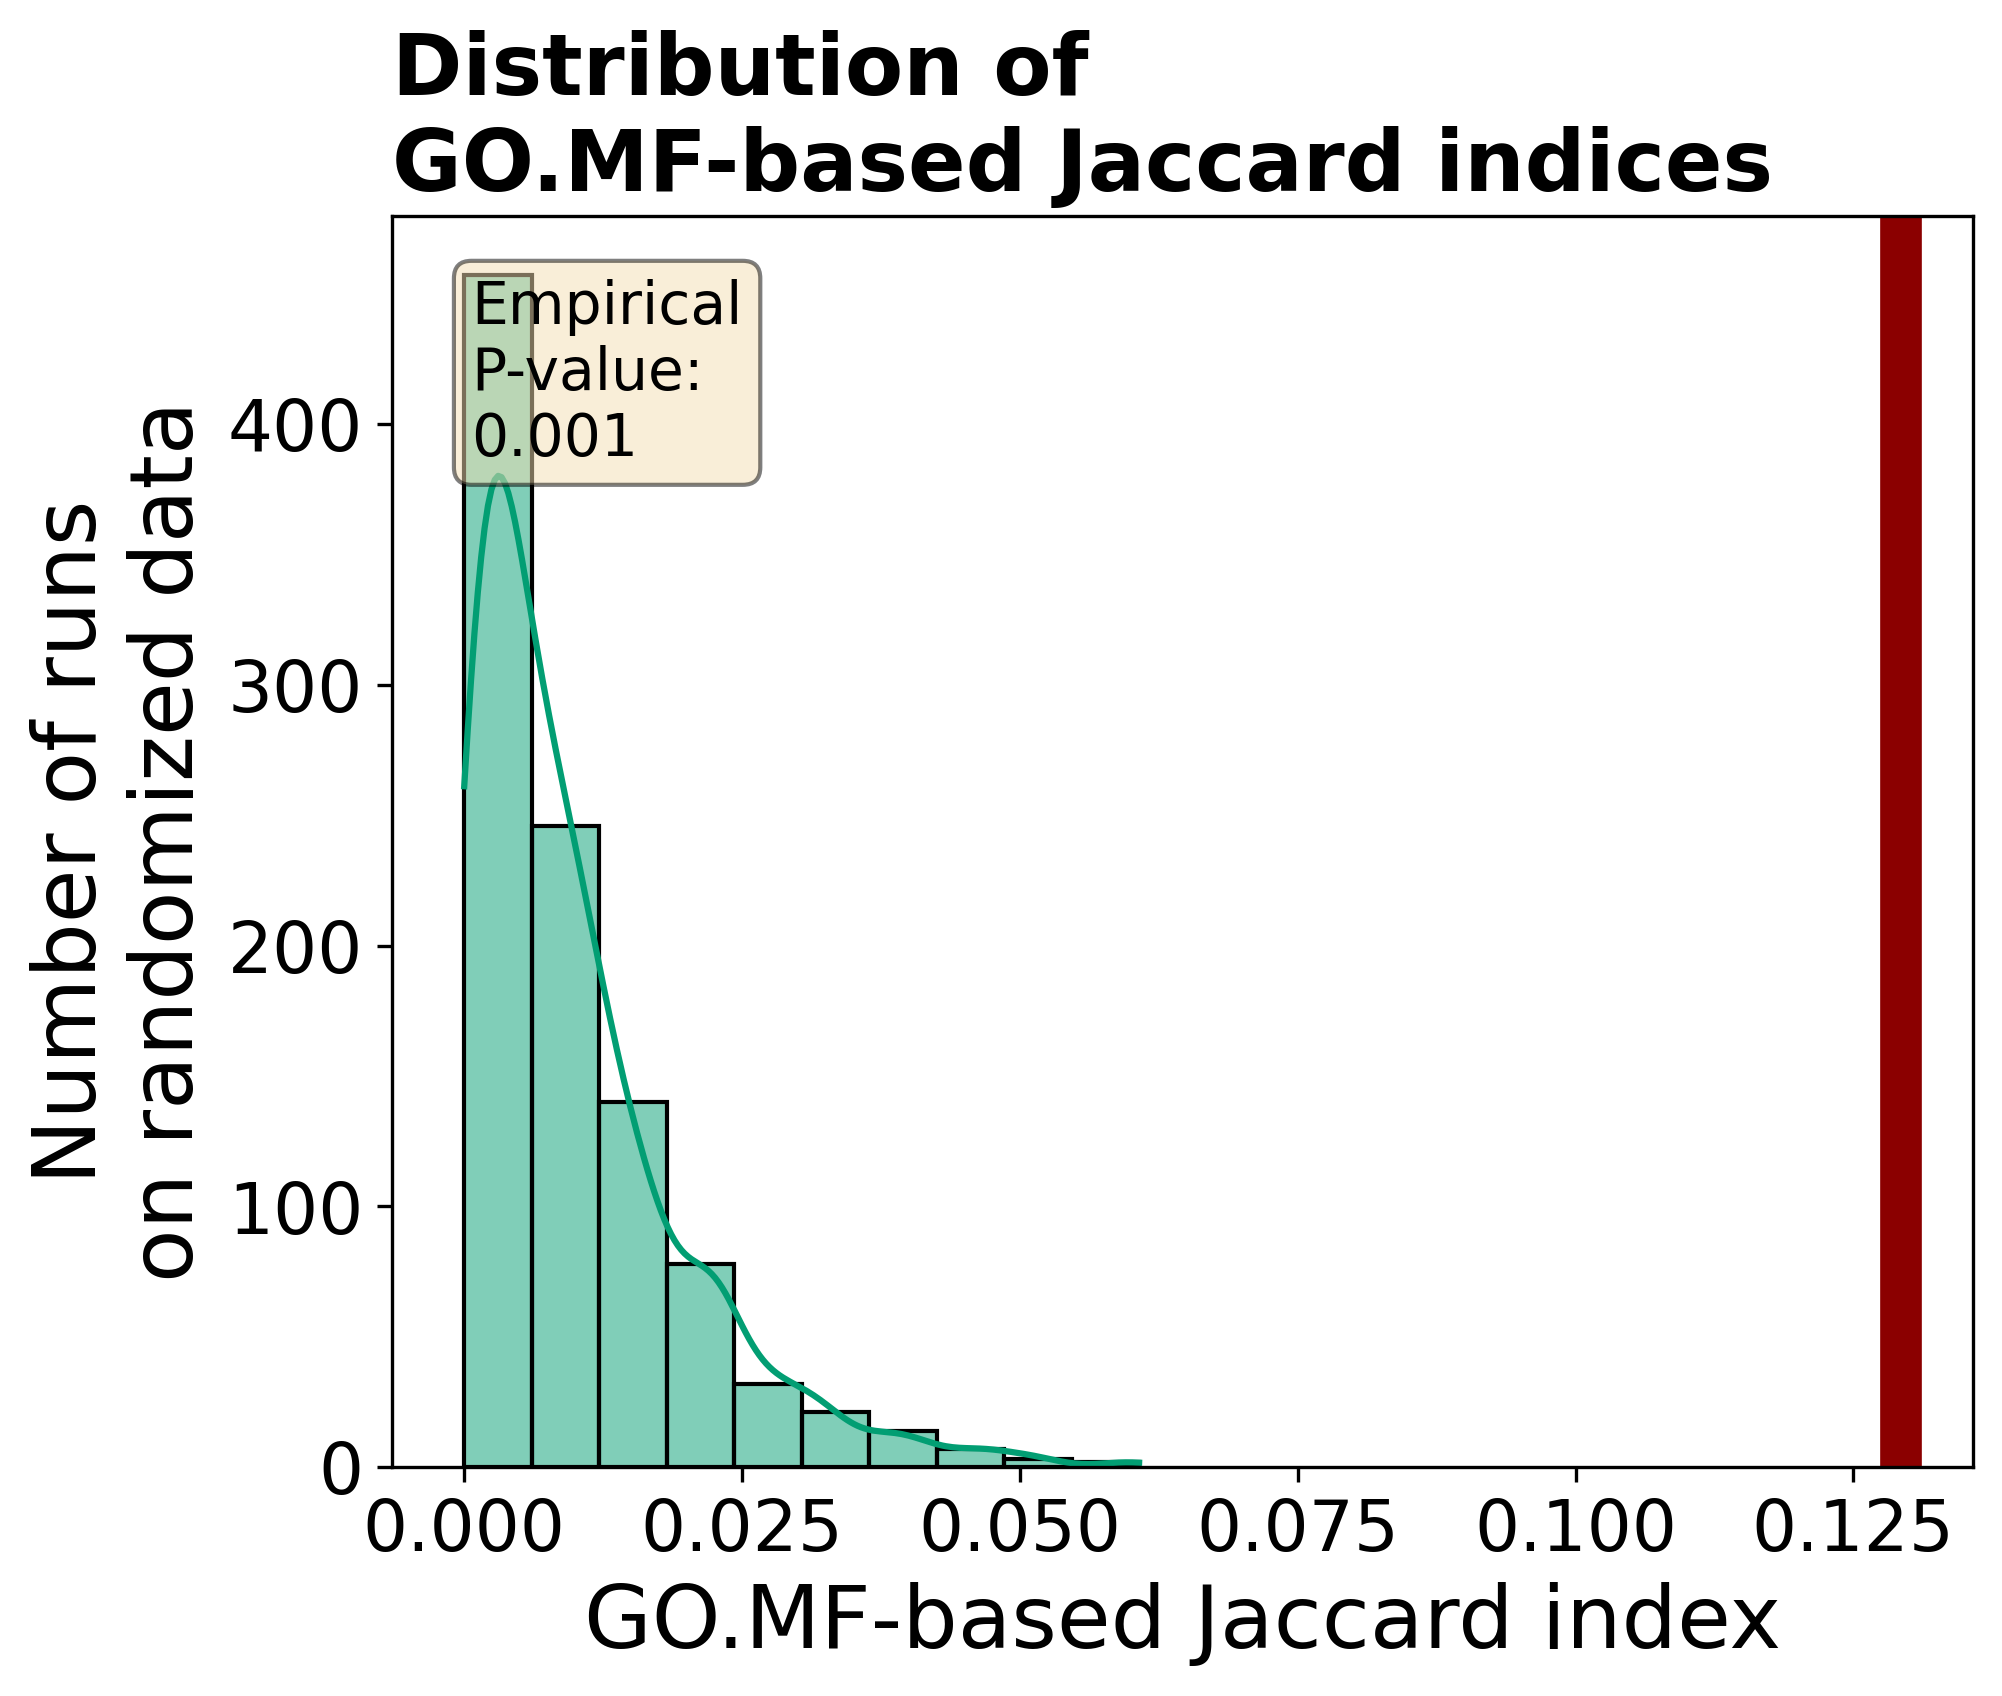 Distribution of
GO.MF-based Jaccard indices
Empirical
P-value:
0.001
Number of runs
on randomized data
400
300
200
100
0
0.000 0.025 0.050 0.075 0.100 0.125
GO.MF-based Jaccard index